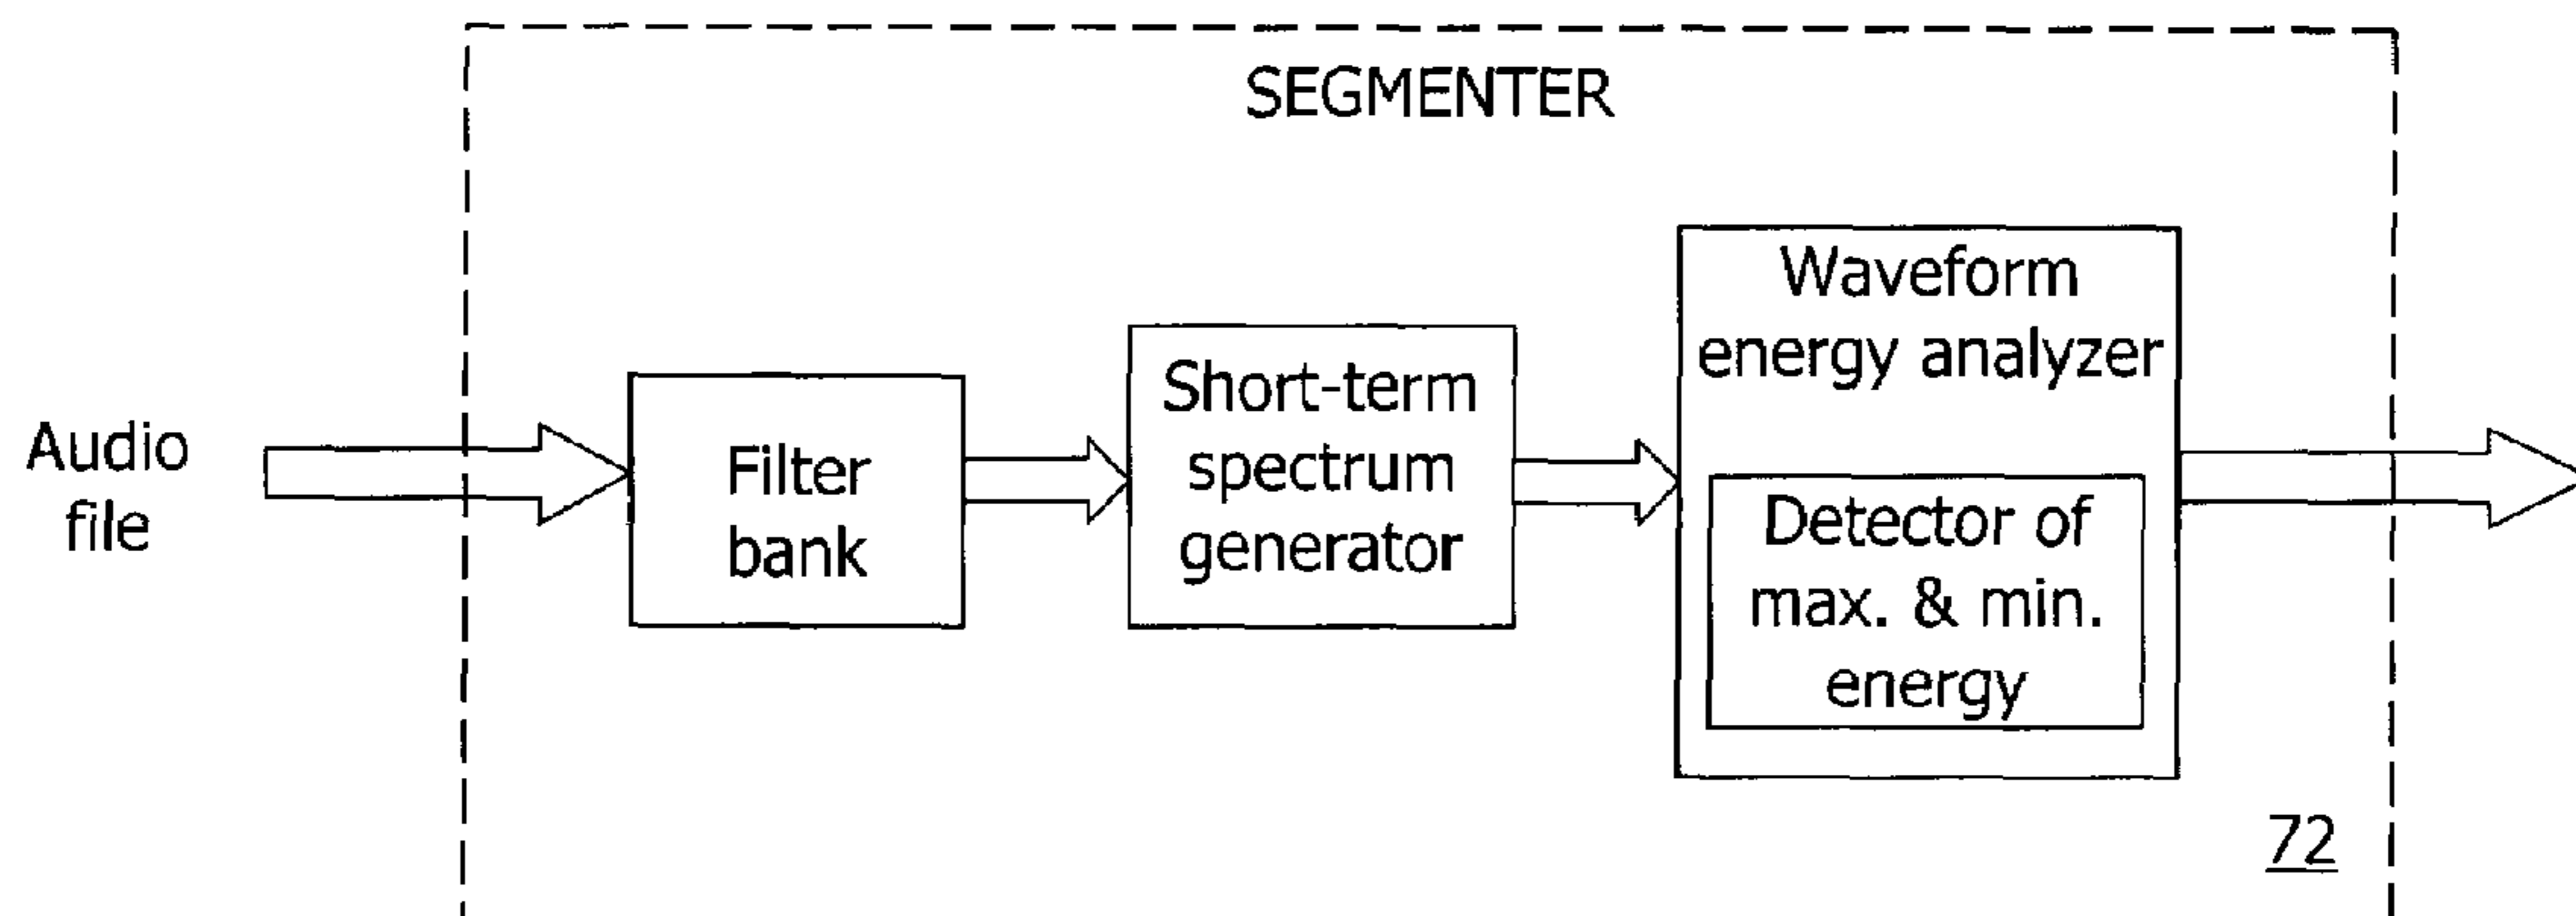 SEGMENTER
Audio
file
Filter
bank
Short-term
spectrum
generator
Waveform
energy analyzer
Detector of
max. & min.
energy
72